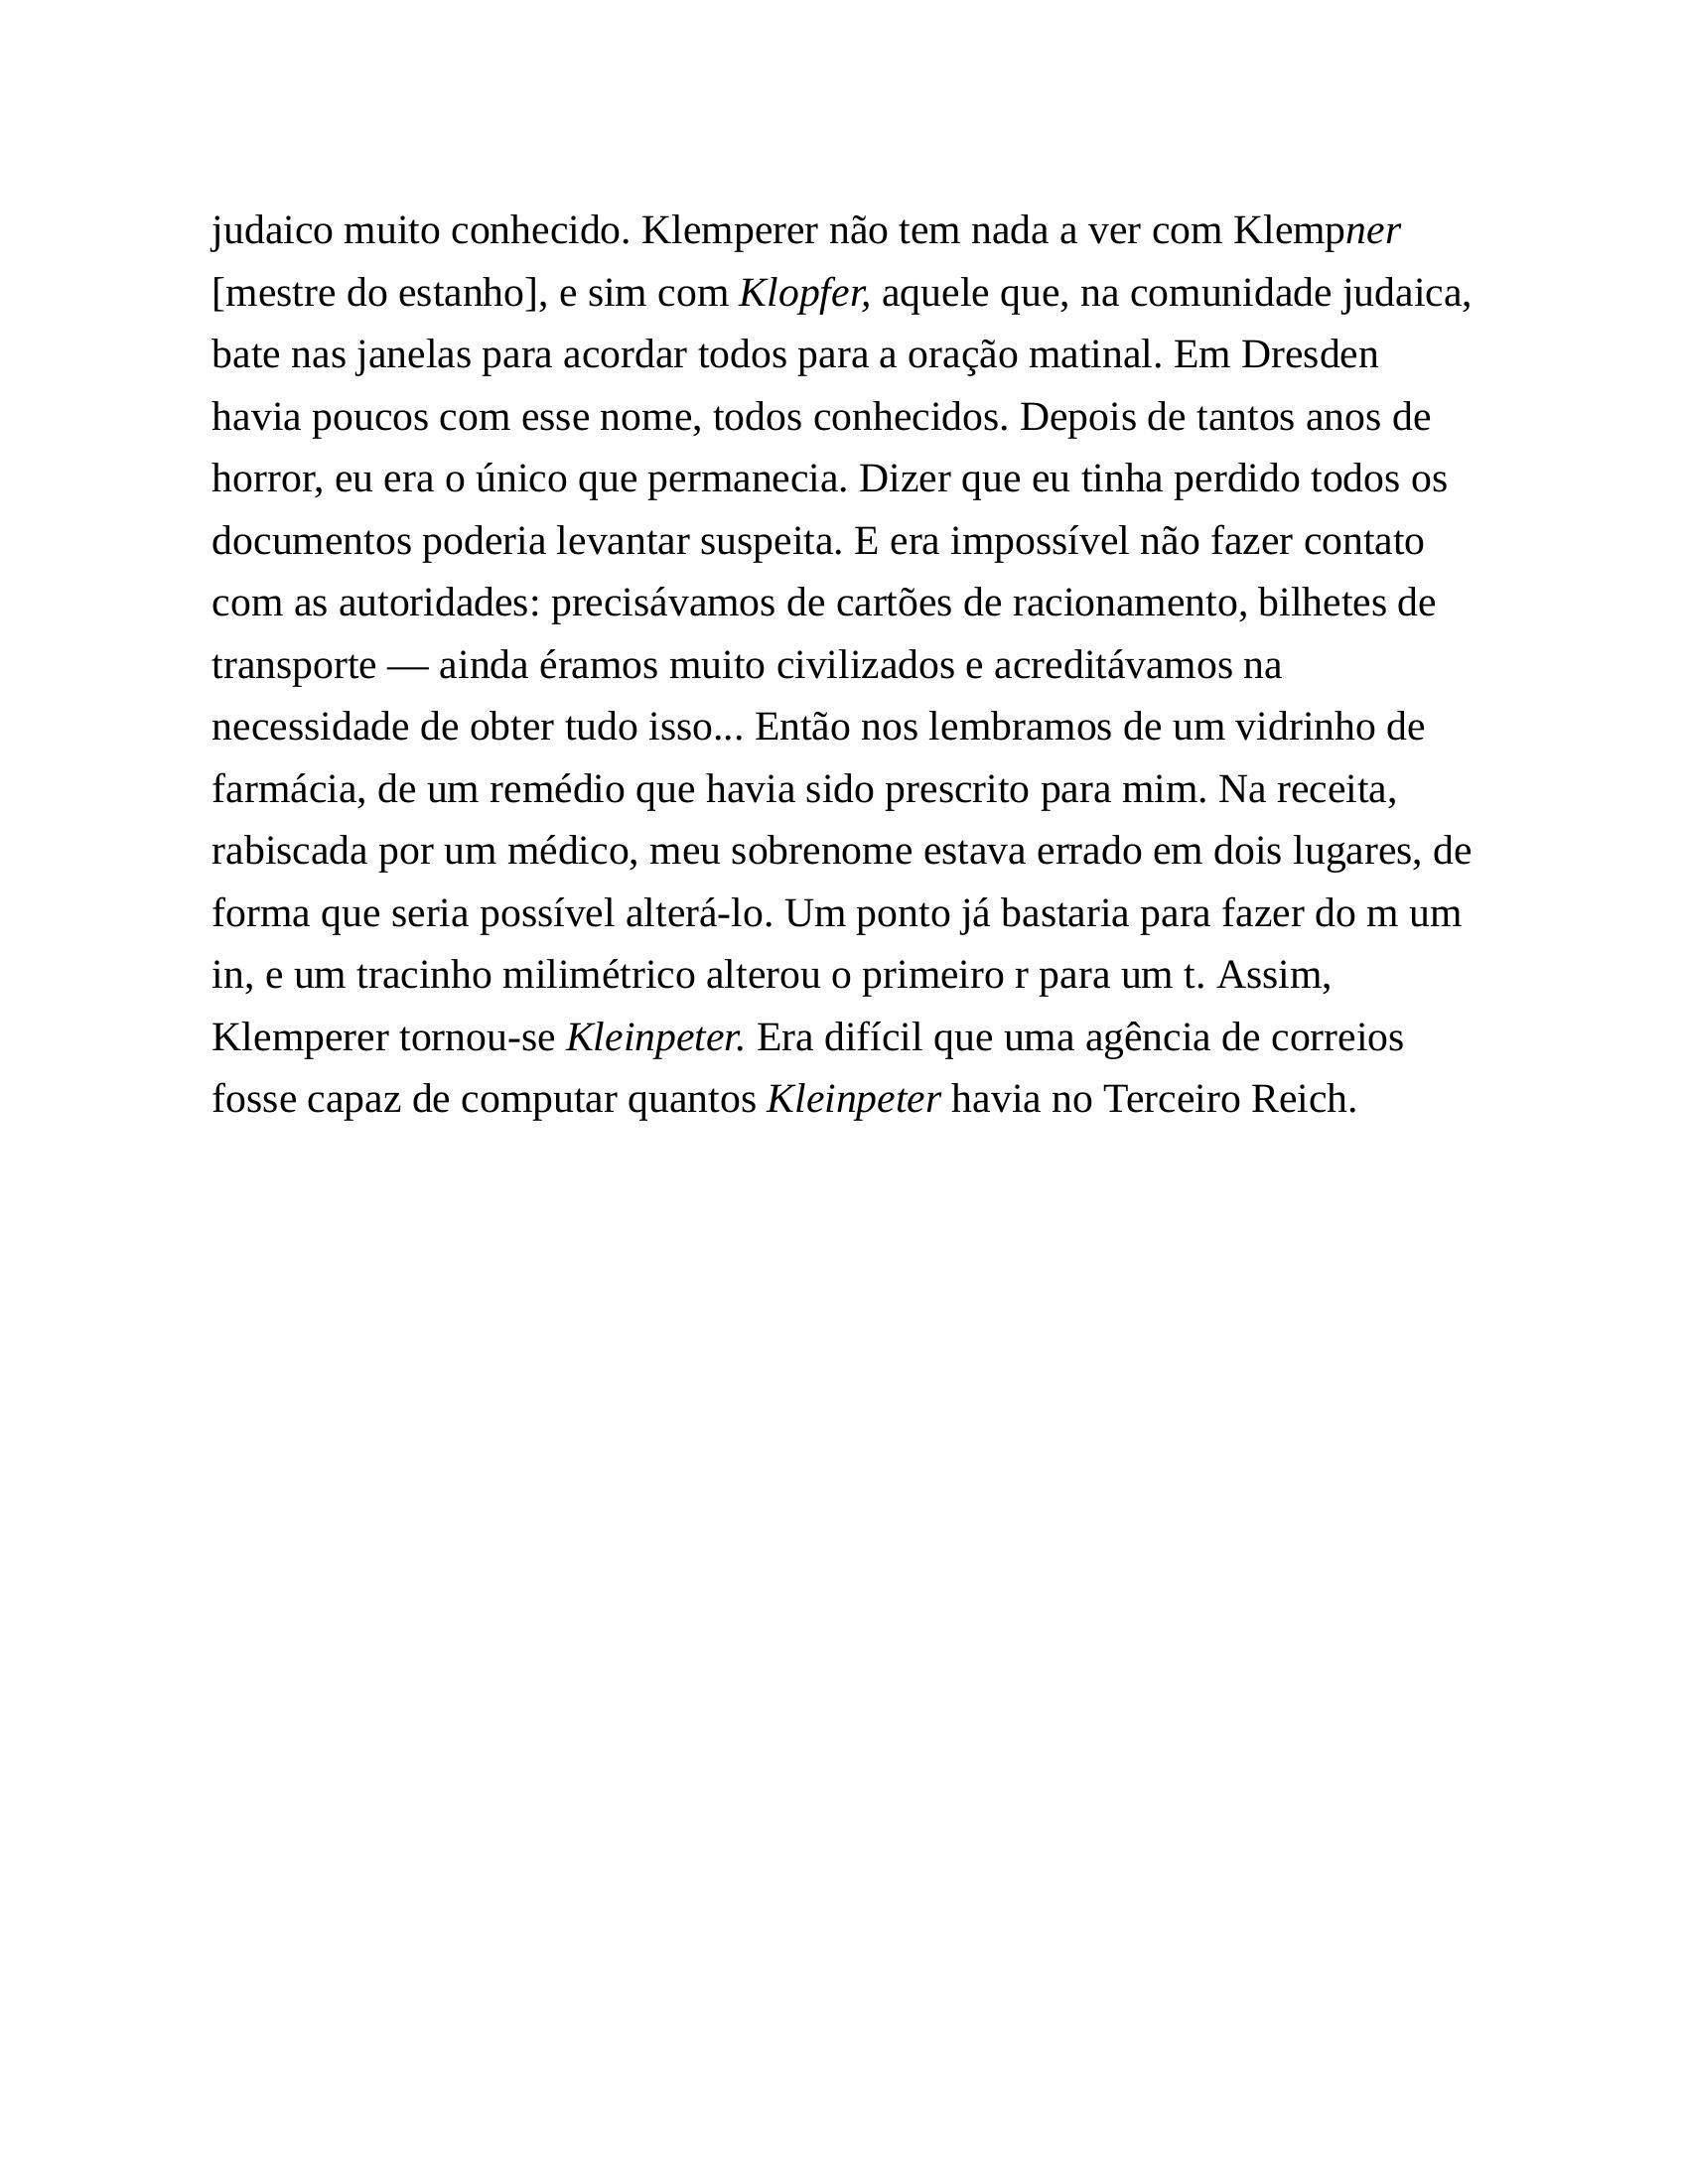 judaico muito conhecido. Klemperer não tem nada a ver com Klempner
[mestre do estanho], e sim com Klopfer, aquele que, na comunidade judaica,
bate nas janelas para acordar todos para a oração matinal. Em Dresden
havia poucos com esse nome, todos conhecidos. Depois de tantos anos de
horror, eu era o único que permanecia. Dizer que eu tinha perdido todos os
documentos poderia levantar suspeita. E era impossível não fazer contato
com as autoridades: precisávamos de cartões de racionamento, bilhetes de
transporte — ainda éramos muito civilizados e acreditávamos na
necessidade de obter tudo isso... Então nos lembramos de um vidrinho de
farmácia, de um remédio que havia sido prescrito para mim. Na receita,
rabiscada por um médico, meu sobrenome estava errado em dois lugares, de
forma que seria possível alterá-lo. Um ponto já bastaria para fazer do m um
in, e um tracinho milimétrico alterou o primeiro r para um t. Assim,
Klemperer tornou-se Kleinpeter. Era difícil que uma agência de correios
fosse capaz de computar quantos Kleinpeter havia no Terceiro Reich.